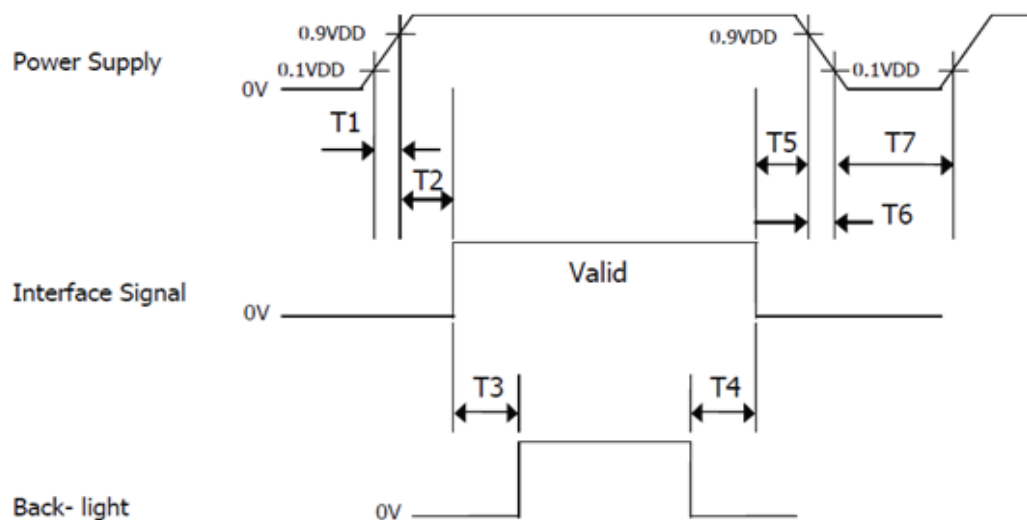 0.9VDD
0.9VDD
Power Supply
0.1VDD
0.1VDD
0V
T1
T5
T7
T2
T6
Valid
Interface Signal
0V
T3
T4
Back- light
0V